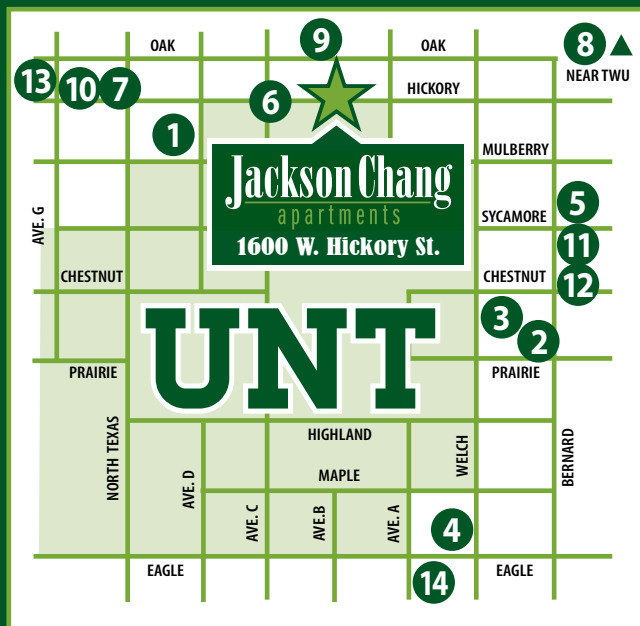 9
OAK
OAK
8
NEAR TWU
13
10
7
6
HICKORY
1
MULBERRY
Jackson Chang
apartments
1600 W. Hickory St.
AVE. G
SYCAMORE
5
11
CHESTNUT
CHESTNUT
12
UNT
3
2
PRAIRIE
PRAIRIE
HIGHLAND
NORTH TEXAS
AVE. D
MAPLE
WELCH
BERNARD
AVE. C
AVE.B
AVE. A
4
EAGLE
14
EAGLE